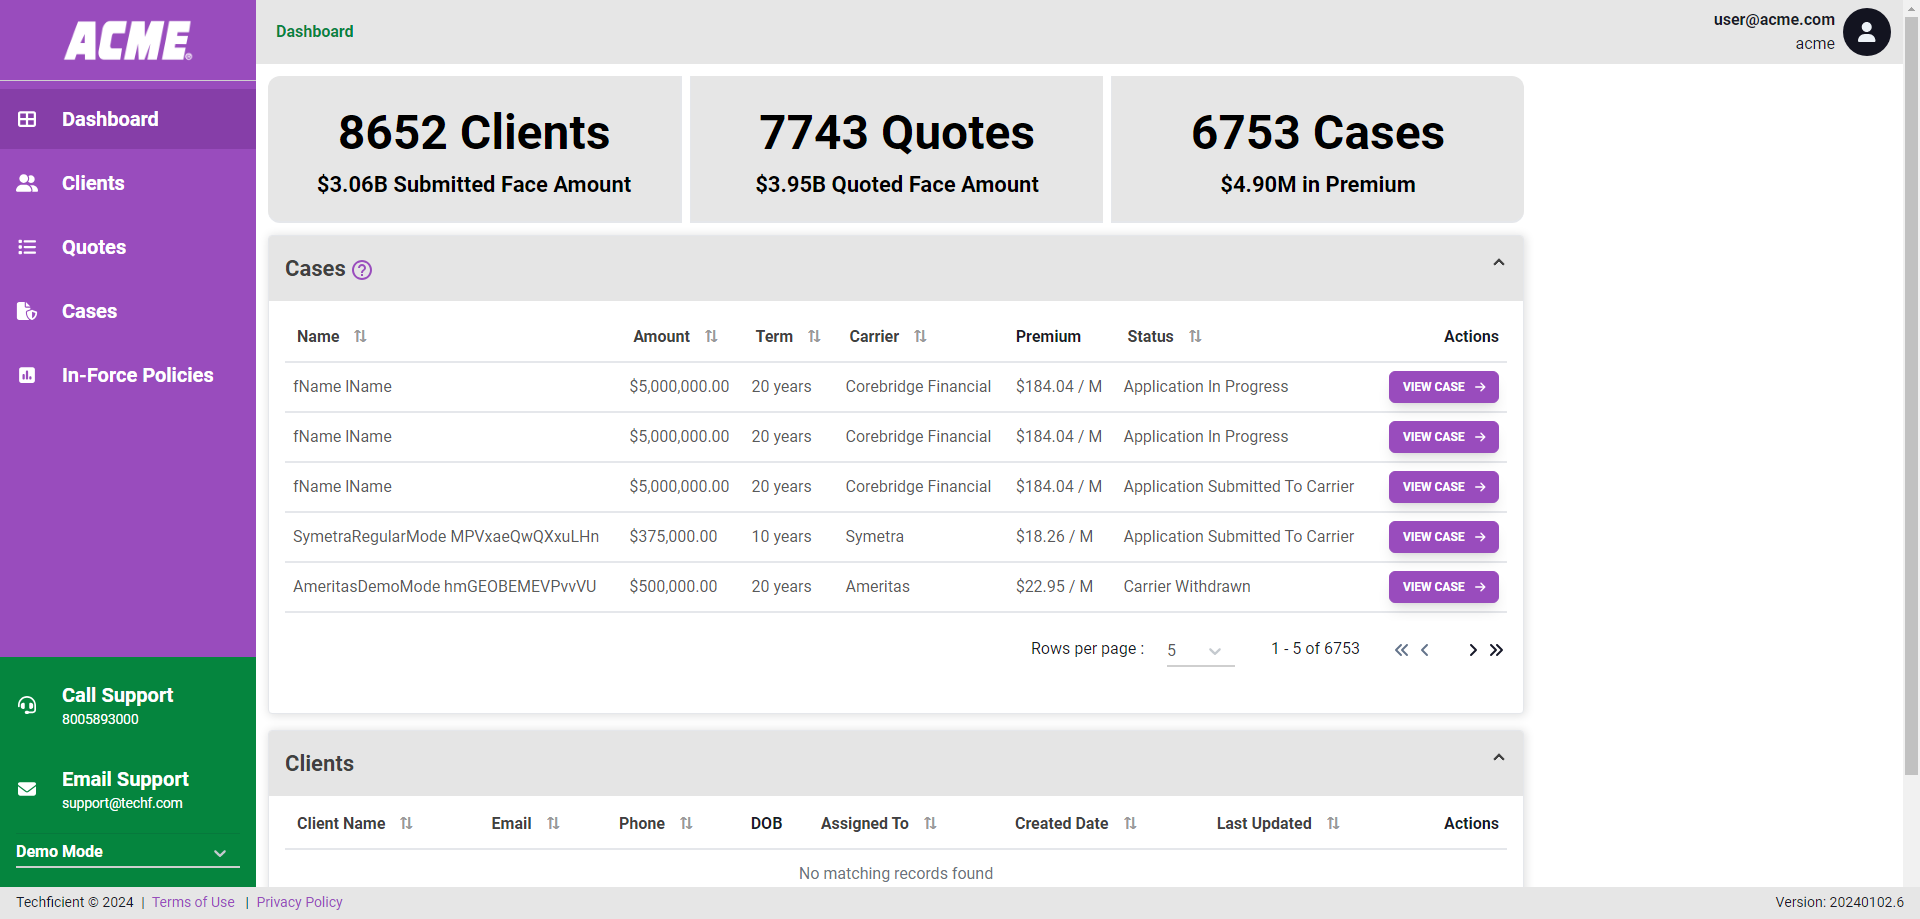 ACME®
Dashboard
Clients
Quotes
Cases
In-Force Policies
Call Support
8005893000
Email Support
support@techf.com
Demo Mode
Dashboard
user@acme.com
acme
8652 Clients
$3.06B Submitted Face Amount
7743 Quotes
$3.95B Quoted Face Amount
6753 Cases
$4.90M in Premium
Cases ?
Name Amount Term Carrier Premium Status Actions
fName lName $5,000,000.00 20 years Corebridge Financial $184.04 / M Application In Progress VIEW CASE
fName lName $5,000,000.00 20 years Corebridge Financial $184.04 / M Application In Progress VIEW CASE
fName lName $5,000,000.00 20 years Corebridge Financial $184.04 / M Application Submitted To Carrier VIEW CASE
SymetraRegularMode MPVxaeQwQXxuLHn $375,000.00 10 years Symetra $18.26 / M Application Submitted To Carrier VIEW CASE
AmeritasDemoMode hmGEOBEMEVPvvVU $500,000.00 20 years Ameritas $22.95 / M Carrier Withdrawn VIEW CASE
Rows per page : 5 1 - 5 of 6753
Clients
Client Name Email Phone DOB Assigned To Created Date Last Updated Actions
No matching records found
Techficient © 2024 | Terms of Use | Privacy Policy
Version: 20240102.6